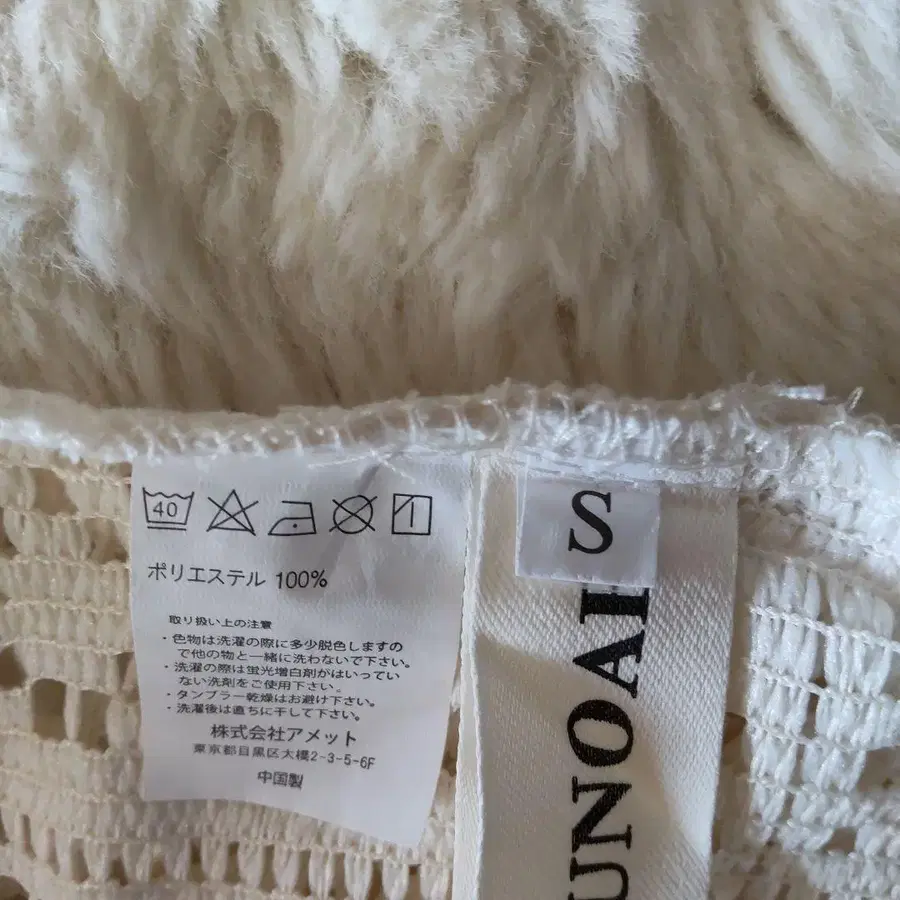 40
ポリエステル 100%
取り扱い上の注意
・色物は洗濯の際に多少脱色しますの
で他の物と一緒に洗わないで下さい。
・洗濯の際は蛍光増白剤がはいってい
ない洗剤をご使用下さい。
・タンブラー乾燥はお避け下さい。
・洗濯後は直ちに干して下さい。
株式会社アメット
東京都目黒区大橋2-3-5-6F
中国製
S
UNOAI